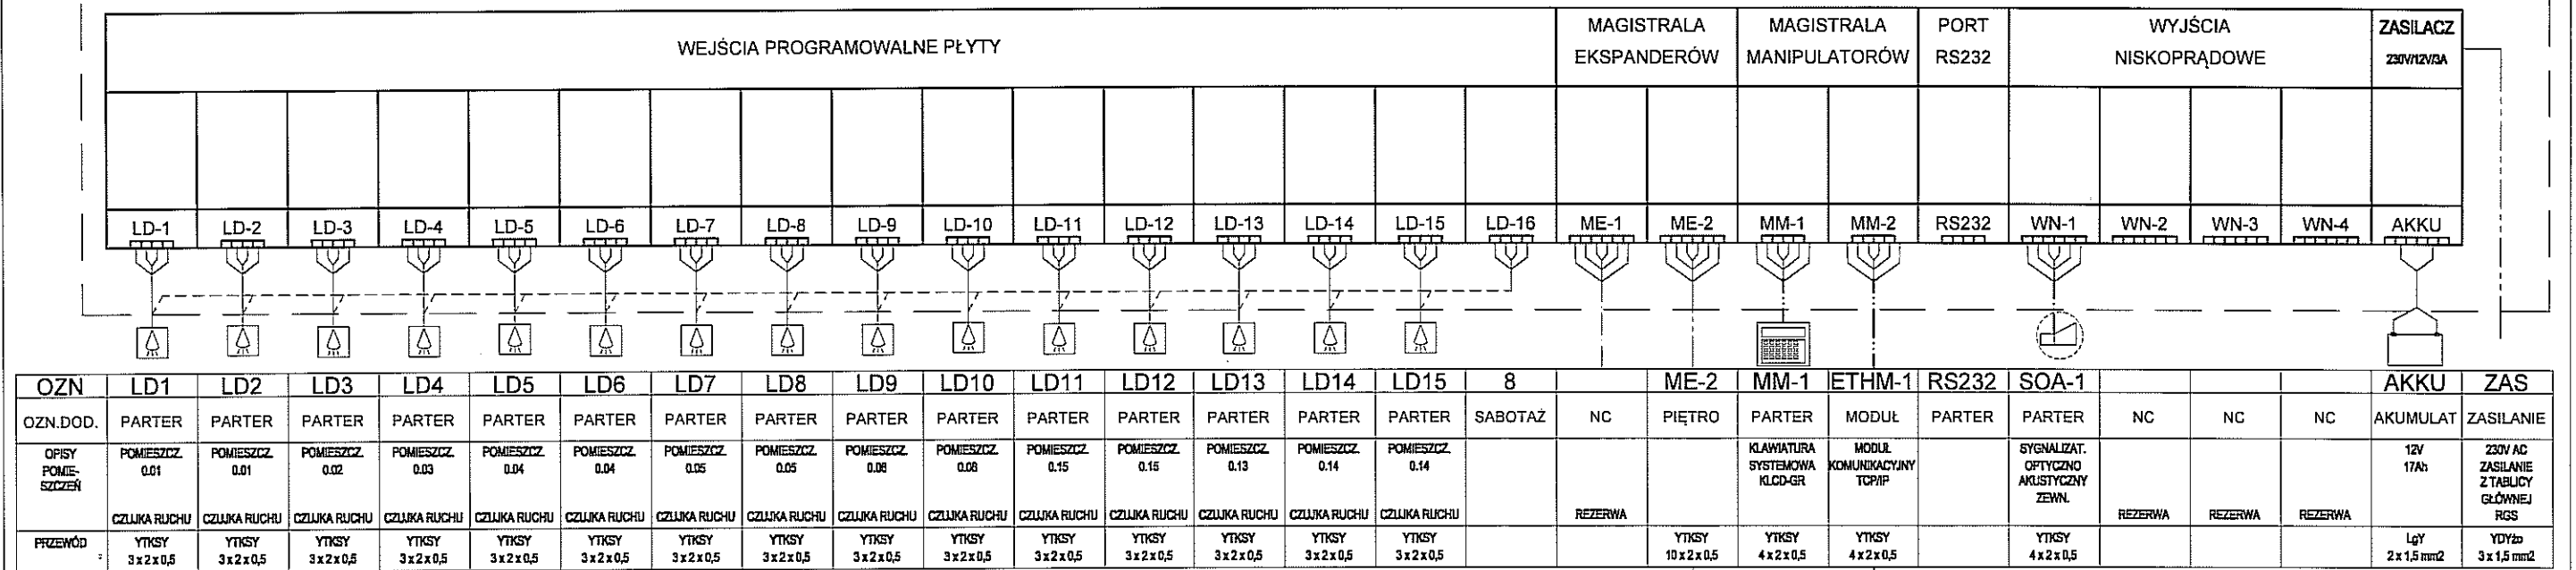 WEJŚCIA PROGRAMOWALNE PŁYTY
MAGISTRALA EKSPANDERÓW
MAGISTRALA MANIPULATORÓW
PORT RS232
WYJŚCIA NISKOPRĄDOWE
ZASILACZ 230V/12V/3A
LD-1 LD-2 LD-3 LD-4 LD-5 LD-6 LD-7 LD-8 LD-9 LD-10 LD-11 LD-12 LD-13 LD-14 LD-15 LD-16 ME-1 ME-2 MM-1 MM-2 RS232 WN-1 WN-2 WN-3 WN-4 AKKU
OZN LD1 LD2 LD3 LD4 LD5 LD6 LD7 LD8 LD9 LD10 LD11 LD12 LD13 LD14 LD15 8 ME-2 MM-1 ETHM-1 RS232 SOA-1 AKKU ZAS
OZN.DOD. PARTER PARTER PARTER PARTER PARTER PARTER PARTER PARTER PARTER PARTER PARTER PARTER PARTER PARTER PARTER SABOTAŻ NC PIĘTRO PARTER MODUŁ PARTER PARTER NC NC NC AKUMULAT ZASILANIE
OPISY POMIE- SZCZEŃ
POMIESZCZ. POMIESZCZ. POMIESZCZ. POMIESZCZ. POMIESZCZ. POMIESZCZ. POMIESZCZ. POMIESZCZ. POMIESZCZ. POMIESZCZ. POMIESZCZ. POMIESZCZ. POMIESZCZ. POMIESZCZ. POMIESZCZ.
0.01 0.01 0.02 0.03 0.04 0.04 0.05 0.05 0.15 0.15 0.13 0.14 0.14
CZUJKA RUCHU CZUJKA RUCHU CZUJKA RUCHU CZUJKA RUCHU CZUJKA RUCHU CZUJKA RUCHU CZUJKA RUCHU CZUJKA RUCHU CZUJKA RUCHU CZUJKA RUCHU CZUJKA RUCHU CZUJKA RUCHU CZUJKA RUCHU CZUJKA RUCHU CZUJKA RUCHU
REZERWA
KLAWIATURA SYSTEMOWA KLCD-GR
MODUŁ KOMUNIKACYJNY TCP/IP
SYGNALIZAT. OPTYCZNO AKUSTYCZNY ZEWN.
REZERWA REZERWA REZERWA
12V 17Ah
230V AC ZASILANIE Z TABLICY GŁÓWNEJ RGS
PRZEWÓD YTKSY YTKSY YTKSY YTKSY YTKSY YTKSY YTKSY YTKSY YTKSY YTKSY YTKSY YTKSY YTKSY YTKSY YTKSY YTKSY YTKSY YTKSY YTKSY LgY YDYżo
3x2x0,5 3x2x0,5 3x2x0,5 3x2x0,5 3x2x0,5 3x2x0,5 3x2x0,5 3x2x0,5 3x2x0,5 3x2x0,5 3x2x0,5 3x2x0,5 3x2x0,5 3x2x0,5 3x2x0,5 10x2x0,5 4x2x0,5 4x2x0,5 4x2x0,5 2x1,5 mm2 3x1,5 mm2